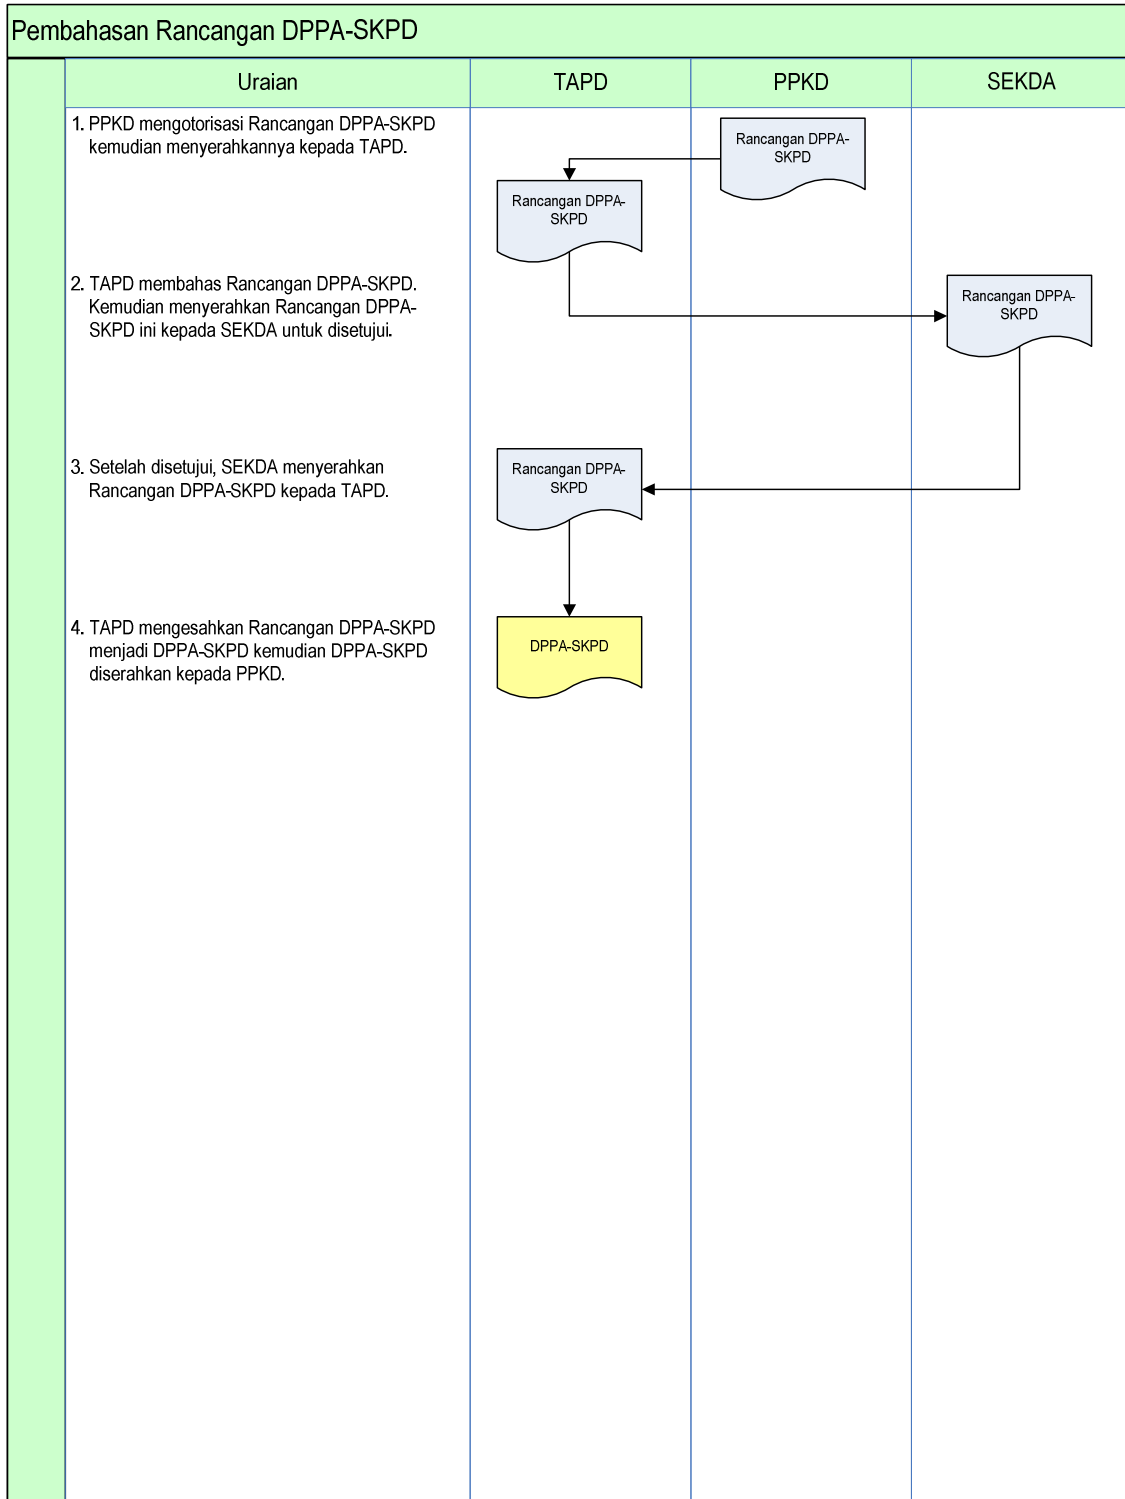 Pembahasan Rancangan DPPA-SKPD
Uraian
TAPD
PPKD
SEKDA
1. PPKD mengotorisasi Rancangan DPPA-SKPD
kemudian menyerahkannya kepada TAPD.
Rancangan DPPA-
SKPD
Rancangan DPPA-
SKPD
2. TAPD membahas Rancangan DPPA-SKPD.
Kemudian menyerahkan Rancangan DPPA-
SKPD ini kepada SEKDA untuk disetujui.
Rancangan DPPA-
SKPD
3. Setelah disetujui, SEKDA menyerahkan
Rancangan DPPA-SKPD kepada TAPD.
Rancangan DPPA-
SKPD
4. TAPD mengesahkan Rancangan DPPA-SKPD
menjadi DPPA-SKPD kemudian DPPA-SKPD
diserahkan kepada PPKD.
DPPA-SKPD